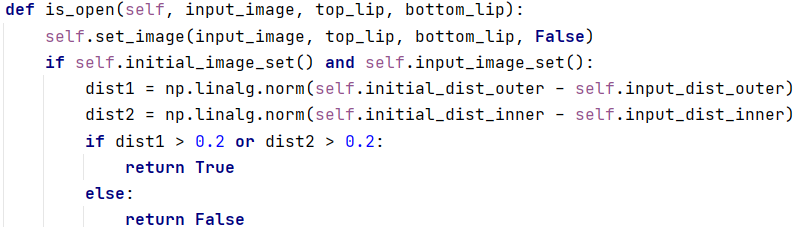 def is_open(self, input_image, top_lip, bottom_lip):
    self.set_image(input_image, top_lip, bottom_lip, False)
    if self.initial_image_set() and self.input_image_set():
        dist1 = np.linalg.norm(self.initial_dist_outer - self.input_dist_outer)
        dist2 = np.linalg.norm(self.initial_dist_inner - self.input_dist_inner)
        if dist1 > 0.2 or dist2 > 0.2:
            return True
        else:
            return False